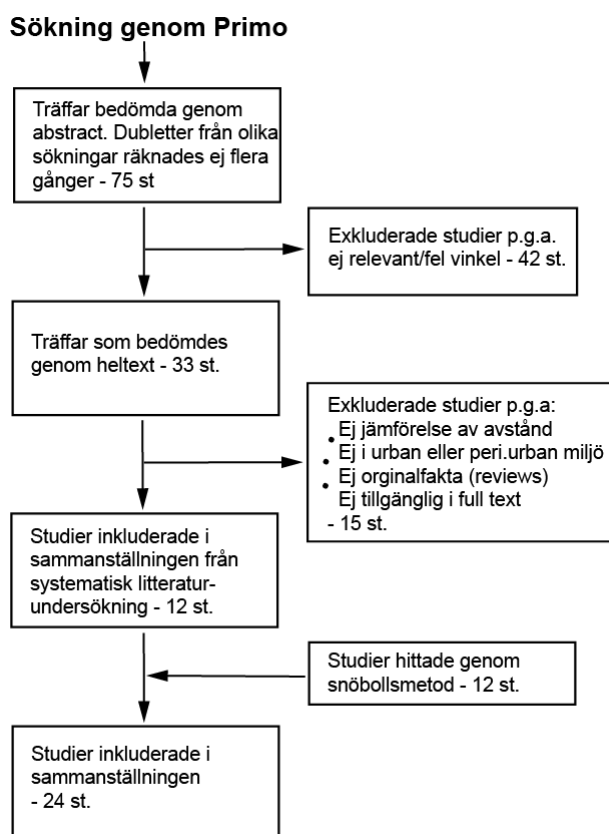 Sökning genom Primo
Träffar bedömda genom
abstract. Dubletter från olika
sökningar räknades ej flera
gånger - 75 st
Exkluderade studier p.g.a.
ej relevant/fel vinkel - 42 st.
Träffar som bedömdes
genom heltext - 33 st.
Exkluderade studier p.g.a:
• Ej jämförelse av avstånd
• Ej i urban eller peri.urban miljö
• Ej orginalfakta (reviews)
Ej tillgänglig i full text
- 15 st.
Studier inkluderade i
sammanställningen från
systematisk litteratur-
undersökning - 12 st.
Studier hittade genom
snöbollsmetod - 12 st.
Studier inkluderade i
sammanställningen
- 24 st.